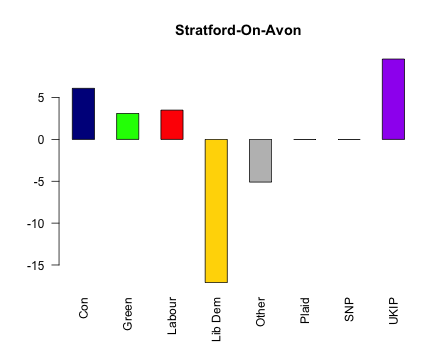 Stratford-On-Avon
5
0
-5
-10
-15
Con
Green
Labour
Lib Dem
Other
Plaid
SNP
UKIP